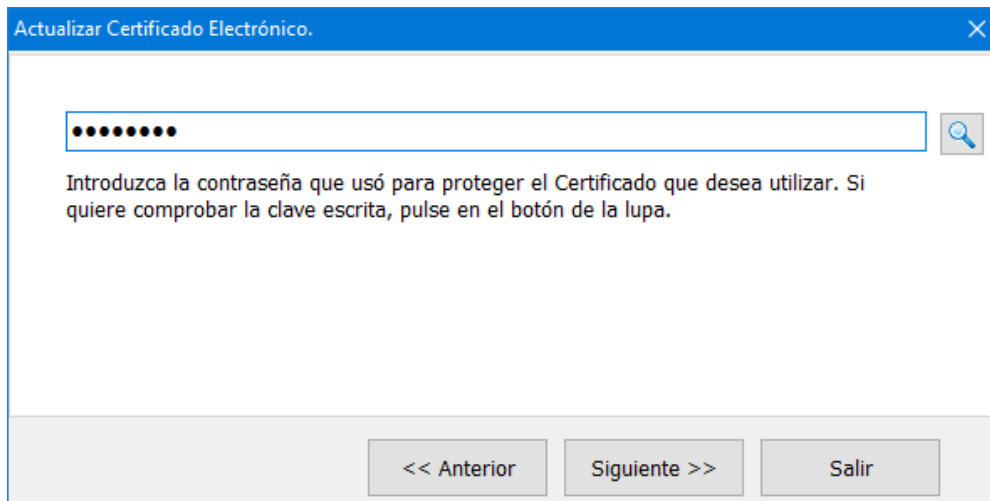 Actualizar Certificado Electrónico.
••••••••
Introduzca la contraseña que usó para proteger el Certificado que desea utilizar. Si
quiere comprobar la clave escrita, pulse en el botón de la lupa.
<< Anterior
Siguiente >>
Salir